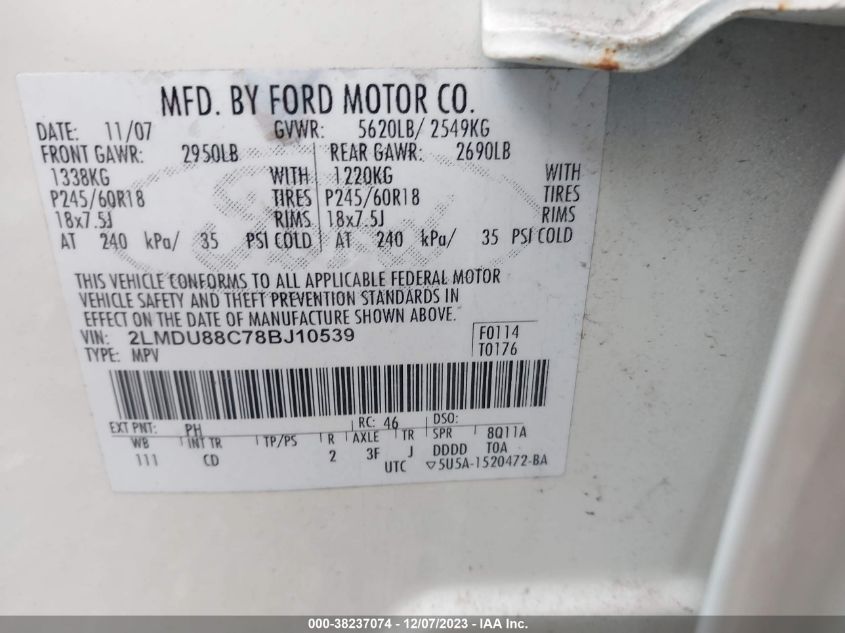 MFD. BY FORD MOTOR CO.
DATE: 11/07 GVWR: 5620LB/ 2549KG
FRONT GAWR: 2950LB REAR GAWR: 2690LB
1338KG WITH 1220KG WITH
P245/60R18 TIRES P245/60R18 TIRES
18x7.5J RIMS 18x7.5J RIMS
AT 240 kPa/ 35 PSI COLD AT 240 kPa/ 35 PSI COLD
THIS VEHICLE CONFORMS TO ALL APPLICABLE FEDERAL MOTOR
VEHICLE SAFETY AND THEFT PREVENTION STANDARDS IN
EFFECT ON THE DATE OF MANUFACTURE SHOWN ABOVE.
VIN: 2LMDU88C78BJ10539 F0114
TYPE: MPV T0176
EXT PNT: PH RC: 46 DSO:
WB INT TR TP/PS R AXLE TR SPR 8Q11A
111 CD 2 3F J DDDD TOA
UTC ▽5U5A-1520472-BA
000-38237074 - 12/07/2023 - IAA Inc.